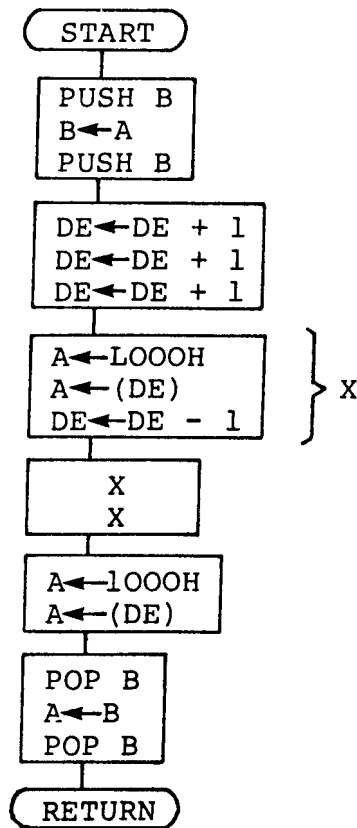 START
PUSH B
B←A
PUSH B
DE←DE + 1
DE←DE + 1
DE←DE + 1
A←LOOOH
A←(DE)
DE←DE - 1
X
X
X
A←lOOOH
A←(DE)
POP B
A←B
POP B
RETURN